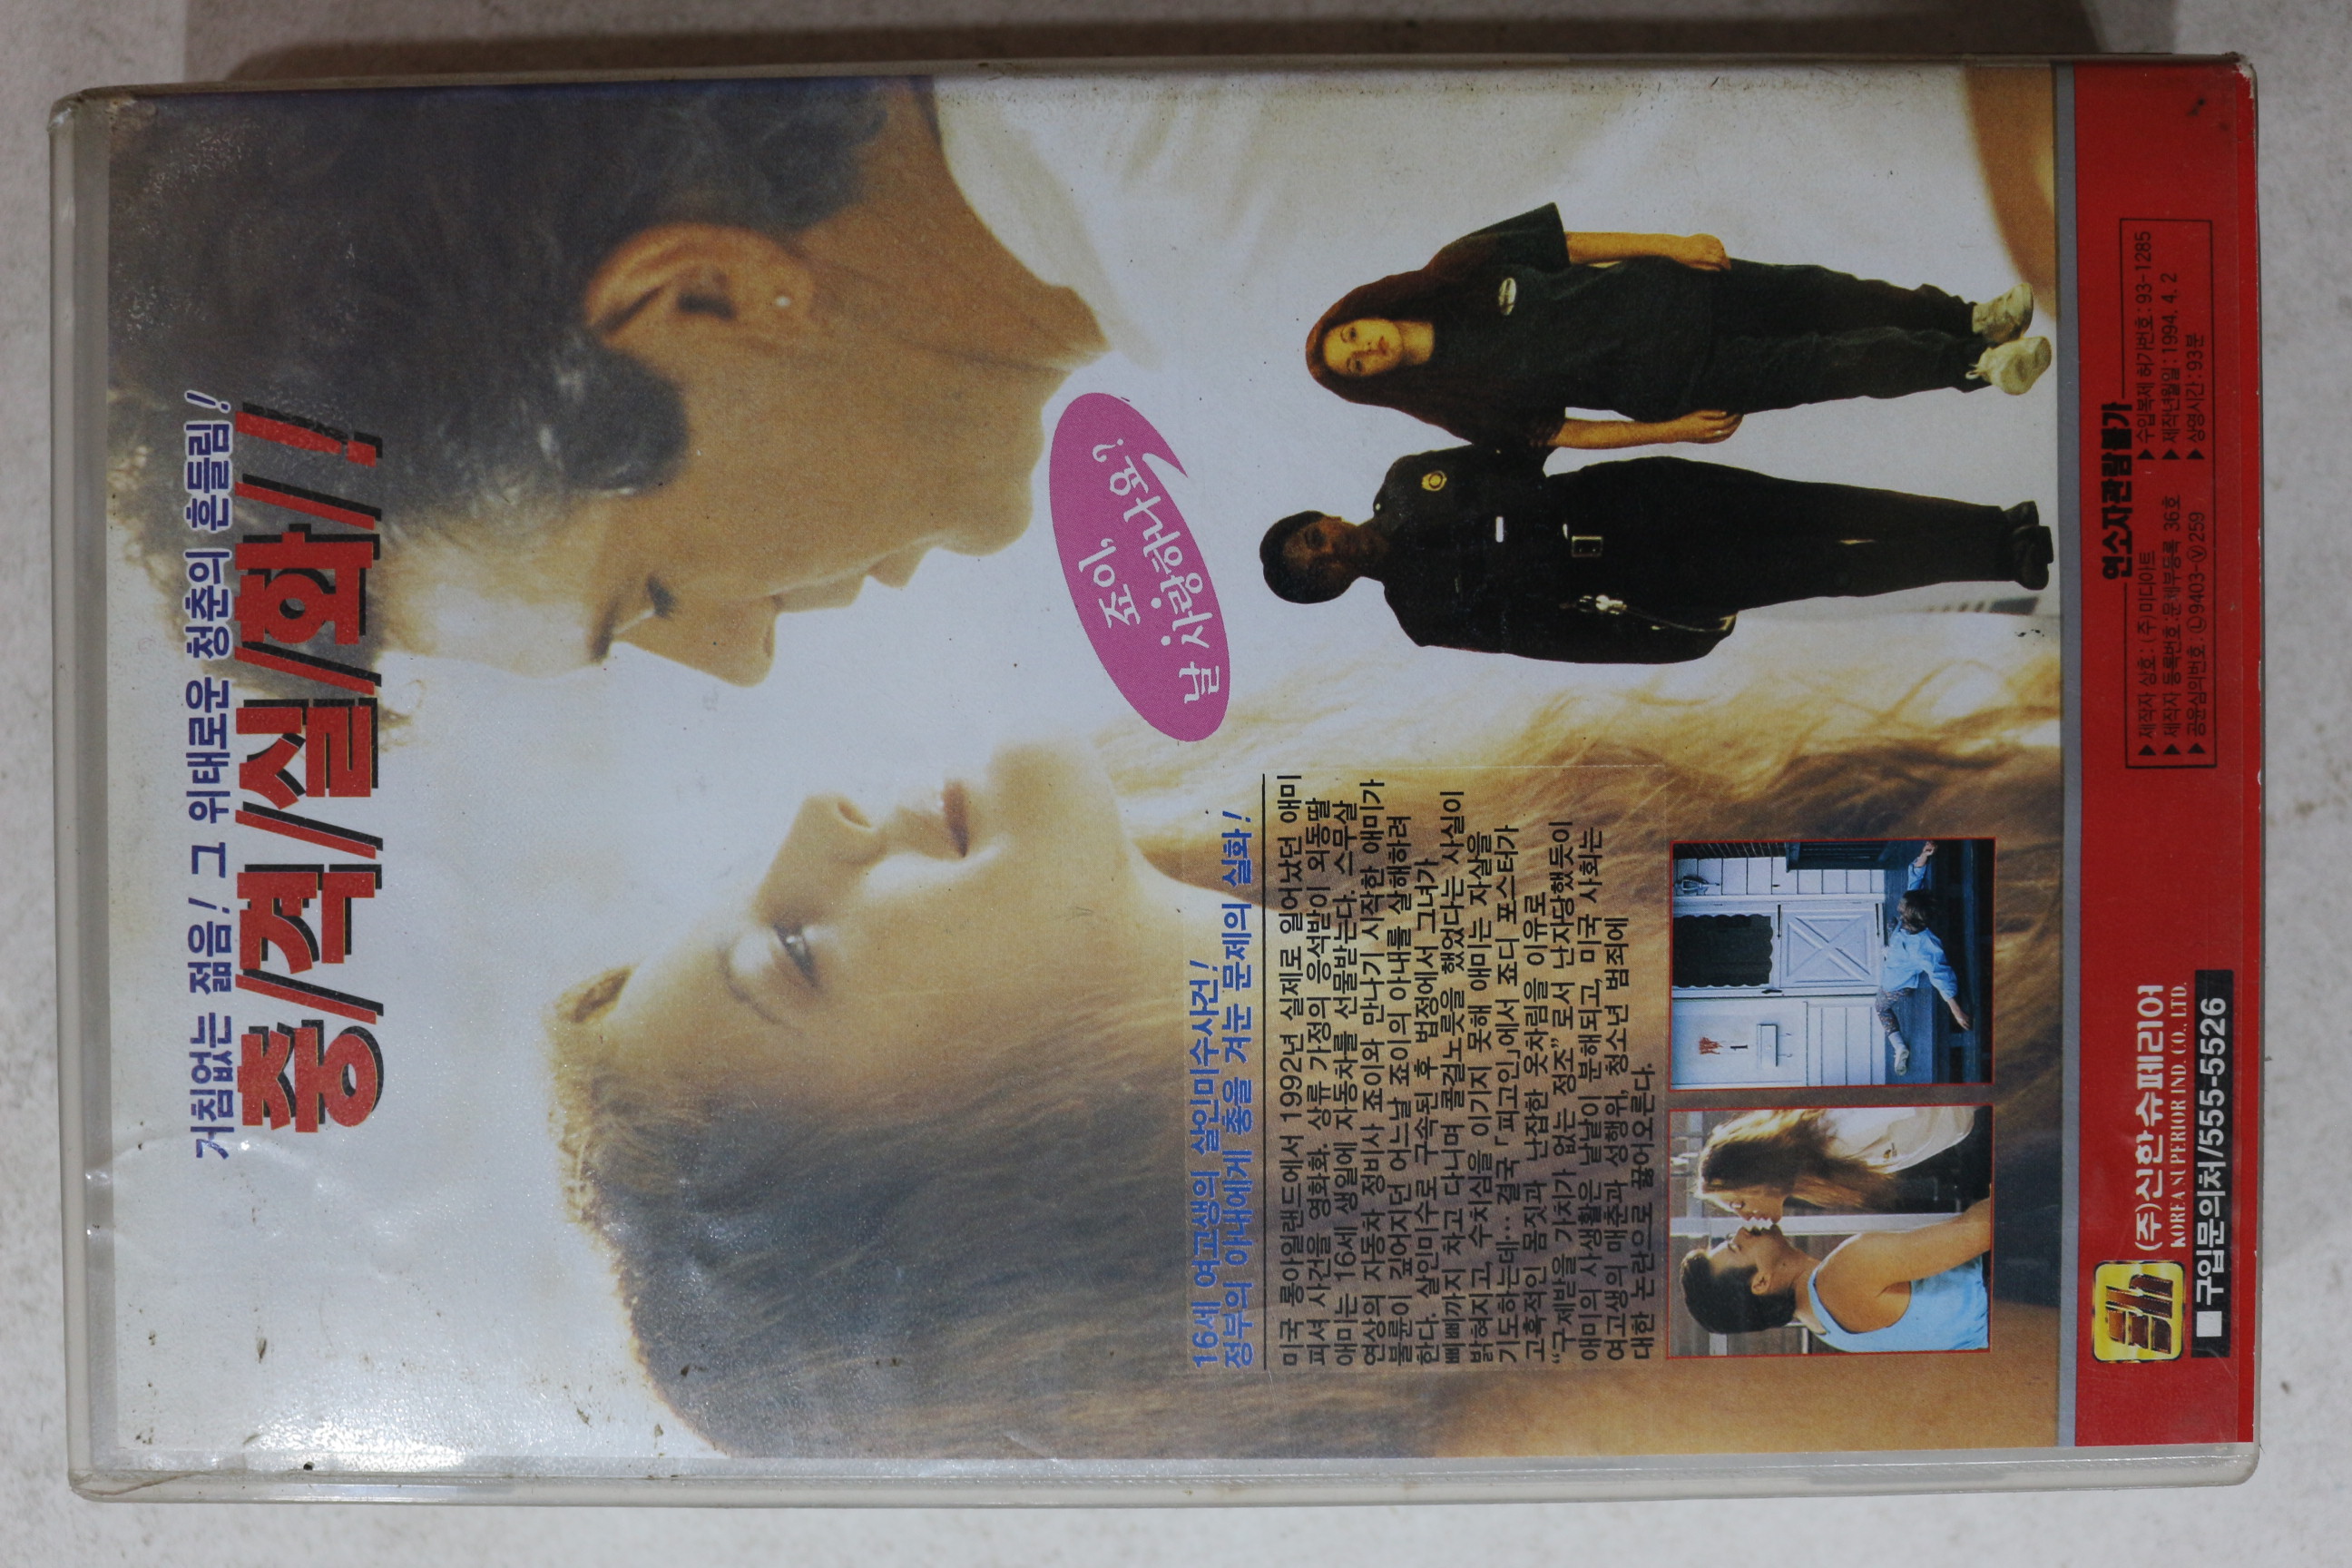 거침없는 젊음! 그 위태로운 청춘의 흔들림!
충/격/실/화/!
죠이,
날 사랑하나요?
16세 여고생의 살인미수사건!
정부의 아내에게 총을 겨눈 문제의 실화!
미국 롱아일랜드에서 1992년 실제로 일어났던 애미
피셔 사건을 영화화. 상류 가정의 응석받이 외동딸
애미는 16세 생일에 자동차를 선물받는다. 스무살
연상의 자동차 정비사 죠이와 만나기 시작한 애미가
불륜이 깊어지던 어느날 죠이의 아내를 살해하려
한다. 살인미수로 구속된 후 법정에서 그녀가
삐삐까지 차고 다니며 콜걸노릇을 했었다는 사실이
밝혀지고, 수치심을 이기지 못해 애미는 자살을
기도하는데… 결국 「피고인」에서 죠디 포스터가
고혹적인 몸짓과 난잡한 옷차림을 이유로
“구제받을 가치가 없는 정조”로서 난자당했듯이
애미의 사생활은 낱낱이 분해되고, 미국 사회는
여고생의 매춘과 성행위, 청소년 범죄에
대한 논란으로 끓어오른다.
(주)신한슈페리어
KOREA SUPERIOR IND. CO., LTD.
■구입문의처/555-5526
연소자관람불가
▶제작자 상호 : (주)미디아트 ▶수입복제 허가번호 : 93-1285
▶제작자 등록번호 : 문체부등록 36호 ▶제작년월일 : 1994. 4. 2
▶공윤심의번호 : Ⓛ9403-Ⓥ259 ▶상영시간 : 93분